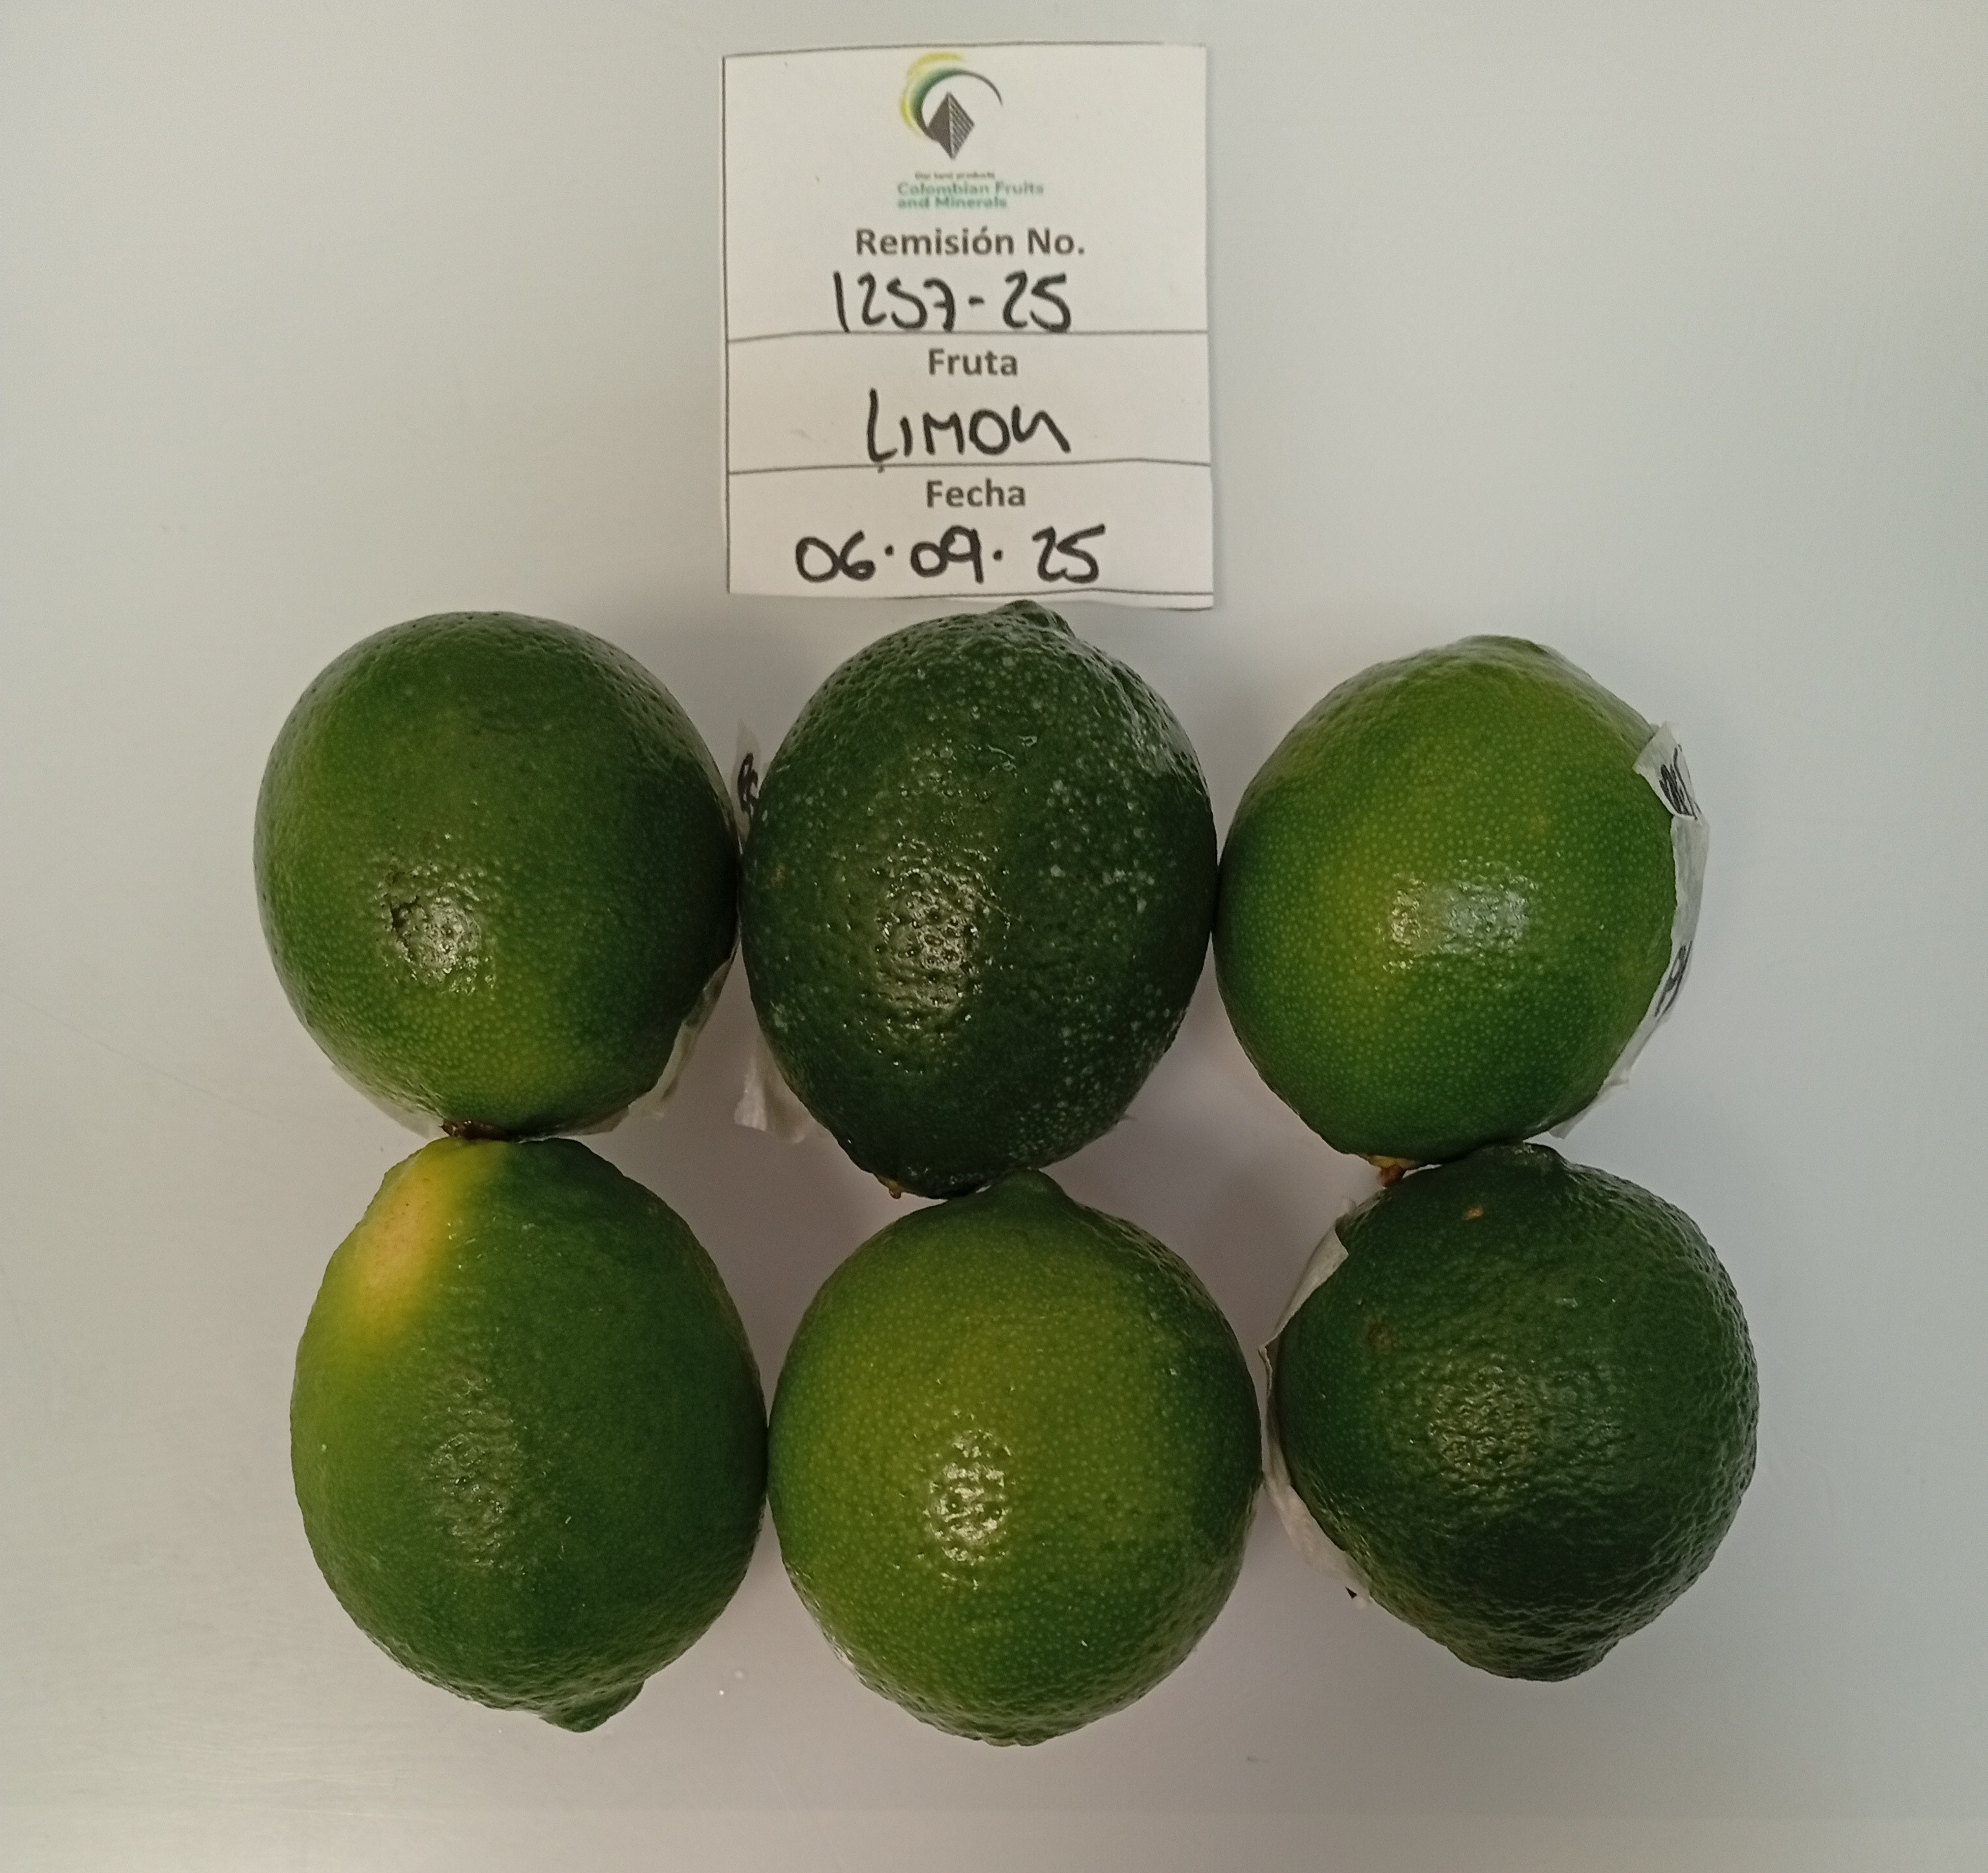 Colombian Fruits
and Minerals
Remisión No.
1257-25
Fruta
LIMON
Fecha
06.09.25